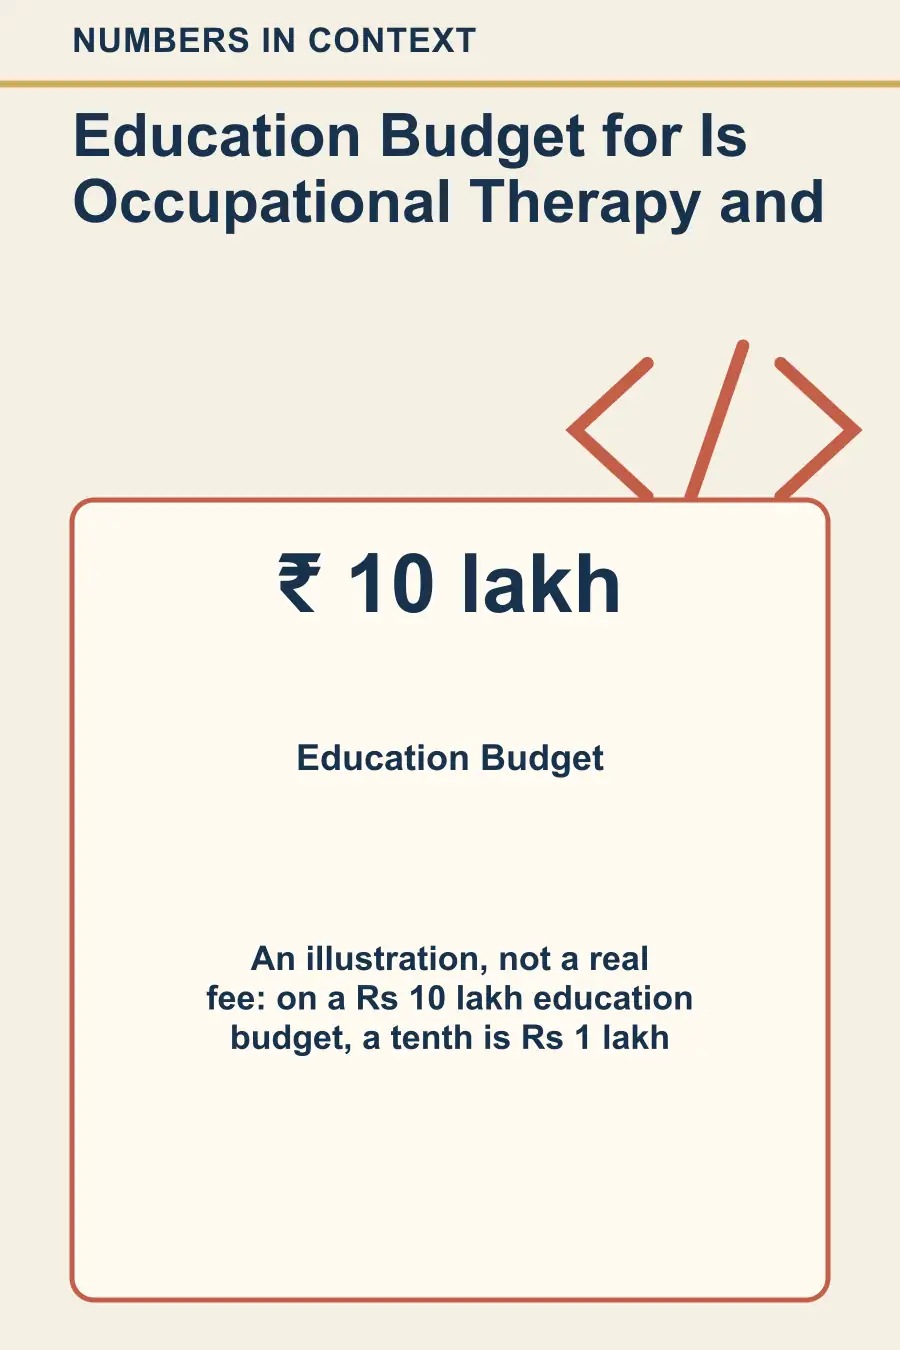 NUMBERS IN CONTEXT
Education Budget for Is
Occupational Therapy and
₹ 10 lakh
Education Budget
An illustration, not a real
fee: on a Rs 10 lakh education
budget, a tenth is Rs 1 lakh